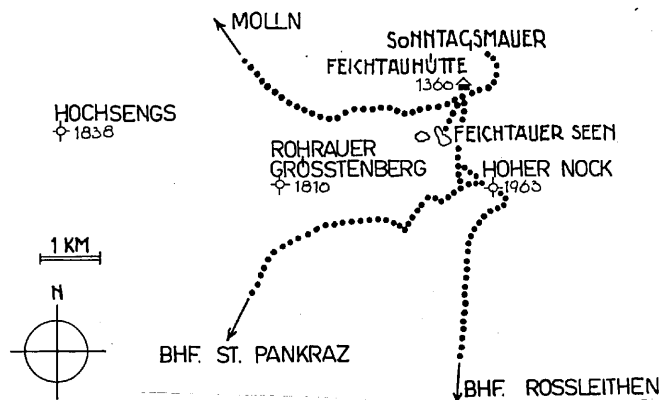 MOLLN
SONNTAGSMAUER
FEICHTAUHÜTTE
1360
HOCHSENGS
1838
FEICHTAUER SEEN
ROHRAUER
GRÖSSTENBERG
1810
HOHER NOCK
1963
1 KM
N
BHF. ST. PANKRAZ
BHF. ROSSLEITHEN